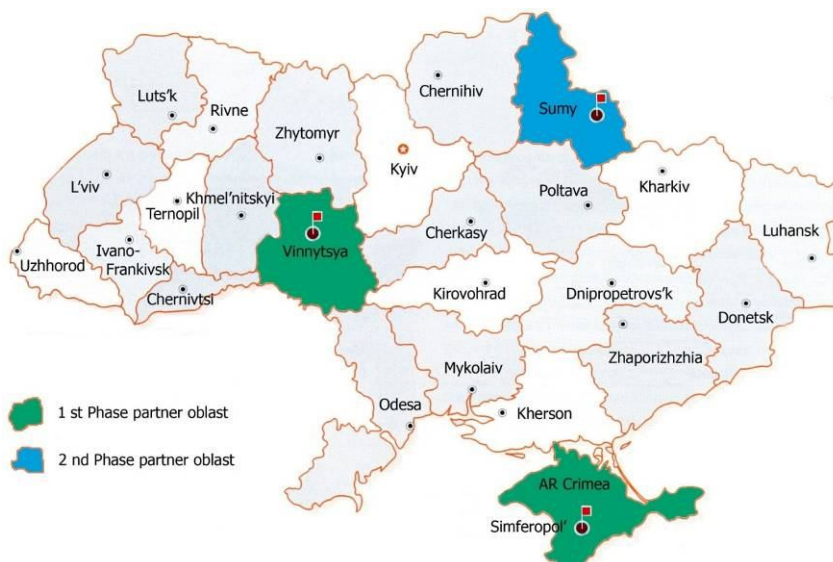 Chernihiv
Sumy
Luts'k
Rivne
Zhytomyr
Kyiv
L'viv
Khmel'nitskyi
Ternopil
Poltava
Kharkiv
Luhansk
Uzhhorod
Ivano-
Frankivsk
Vinnytsya
Cherkasy
Chernivtsi
Kirovohrad
Dnipropetrovs'k
Donetsk
Mykolaiv
Zhaporizhzhia
Odesa
Kherson
1 st Phase partner oblast
2 nd Phase partner oblast
AR Crimea
Simferopol'